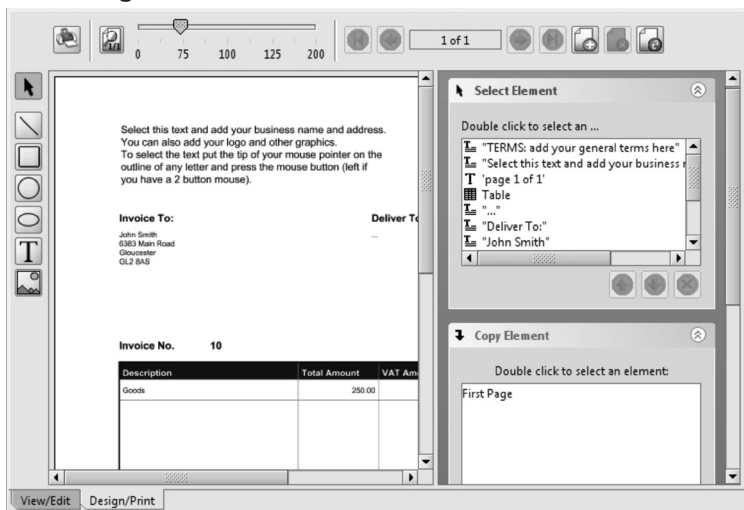 1/1
0 75 100 125 200
1 of 1
Select this text and add your business name and address.
You can also add your logo and other graphics.
To select the text put the tip of your mouse pointer on the
outline of any letter and press the mouse button (left if
you have a 2 button mouse).
Invoice To:
Deliver To
John Smith
6383 Main Road
Gloucester
GL2 8AS
...
Invoice No. 10
Description Total Amount VAT Am
Goods 250.00
T
Select Element
Double click to select an ...
"TERMS: add your general terms here"
"Select this text and add your business
T 'page 1 of 1'
Table
"..."
"Deliver To:"
"John Smith"
Copy Element
Double click to select an element:
First Page
View/Edit Design/Print